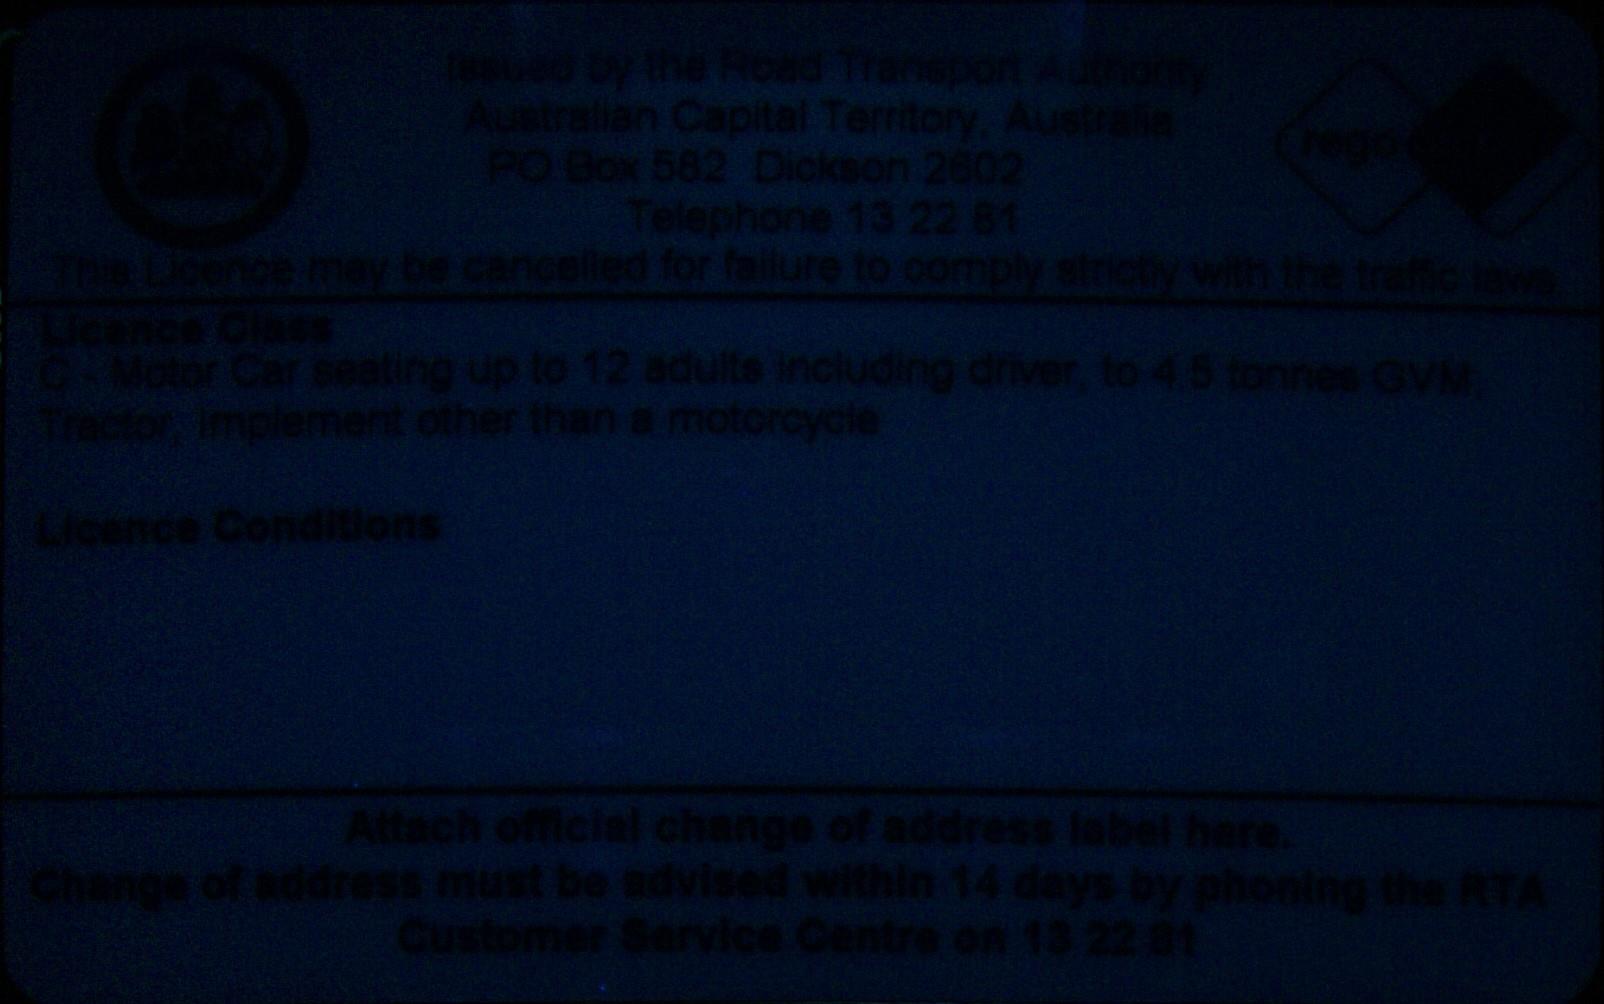 Issued by the Road Transport Authority
Australian Capital Territory, Australia
PO Box 582 Dickson 2602
Telephone 13 22 81
rego
This Licence may be cancelled for failure to comply strictly with the traffic laws.
Licence Class
C - Motor Car seating up to 12 adults including driver, to 4.5 tonnes GVM;
Tractor, Implement other than a motorcycle
Licence Conditions
Attach official change of address label here.
Change of address must be advised within 14 days by phoning the RTA
Customer Service Centre on 13 22 81